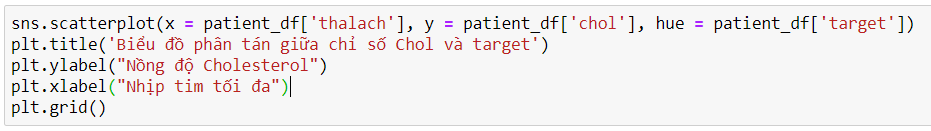 sns.scatterplot(x = patient_df['thalach'], y = patient_df['chol'], hue = patient_df['target'])
plt.title('Biểu đồ phân tán giữa chỉ số Chol và target')
plt.ylabel("Nồng độ Cholesterol")
plt.xlabel("Nhịp tim tối đa")
plt.grid()